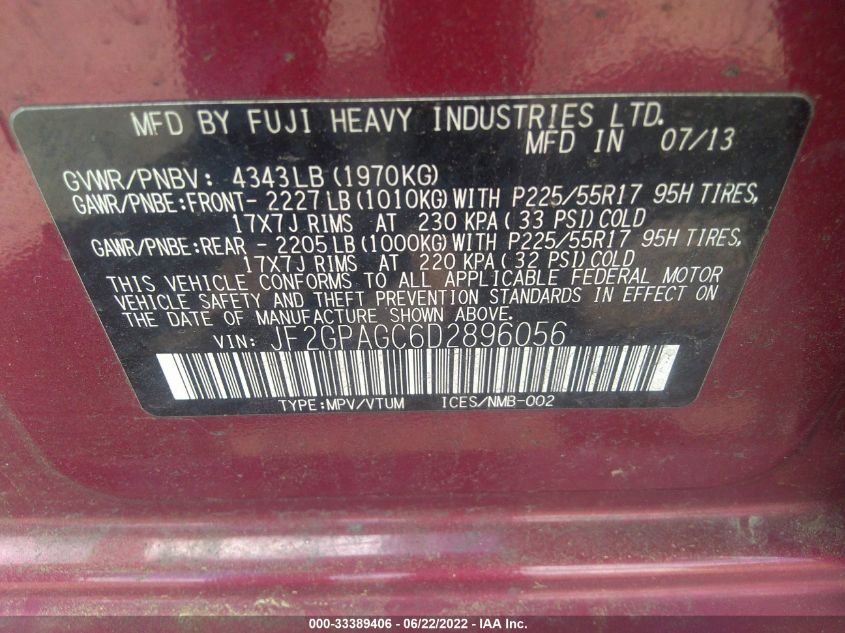 MFD BY FUJI HEAVY INDUSTRIES LTD.
MFD IN 07/13
GVWR/PNBV: 4343LB(1970KG)
GAWR/PNBE:FRONT- 2227LB(1010KG)WITH P225/55R17 95H TIRES,
17X7J RIMS AT 230 KPA( 33 PSI)COLD
GAWR/PNBE:REAR - 2205LB(1000KG)WITH P225/55R17 95H TIRES,
17X7J RIMS AT 220 KPA( 32 PSI)COLD
THIS VEHICLE CONFORMS TO ALL APPLICABLE FEDERAL MOTOR
VEHICLE SAFETY AND THEFT PREVENTION STANDARDS IN EFFECT ON
THE DATE OF MANUFACTURE SHOWN ABOVE.
VIN: JF2GPAGC6D2896056
TYPE:MPV/VTUM ICES/NMB-002
000-33389406 - 06/22/2022 - IAA Inc.